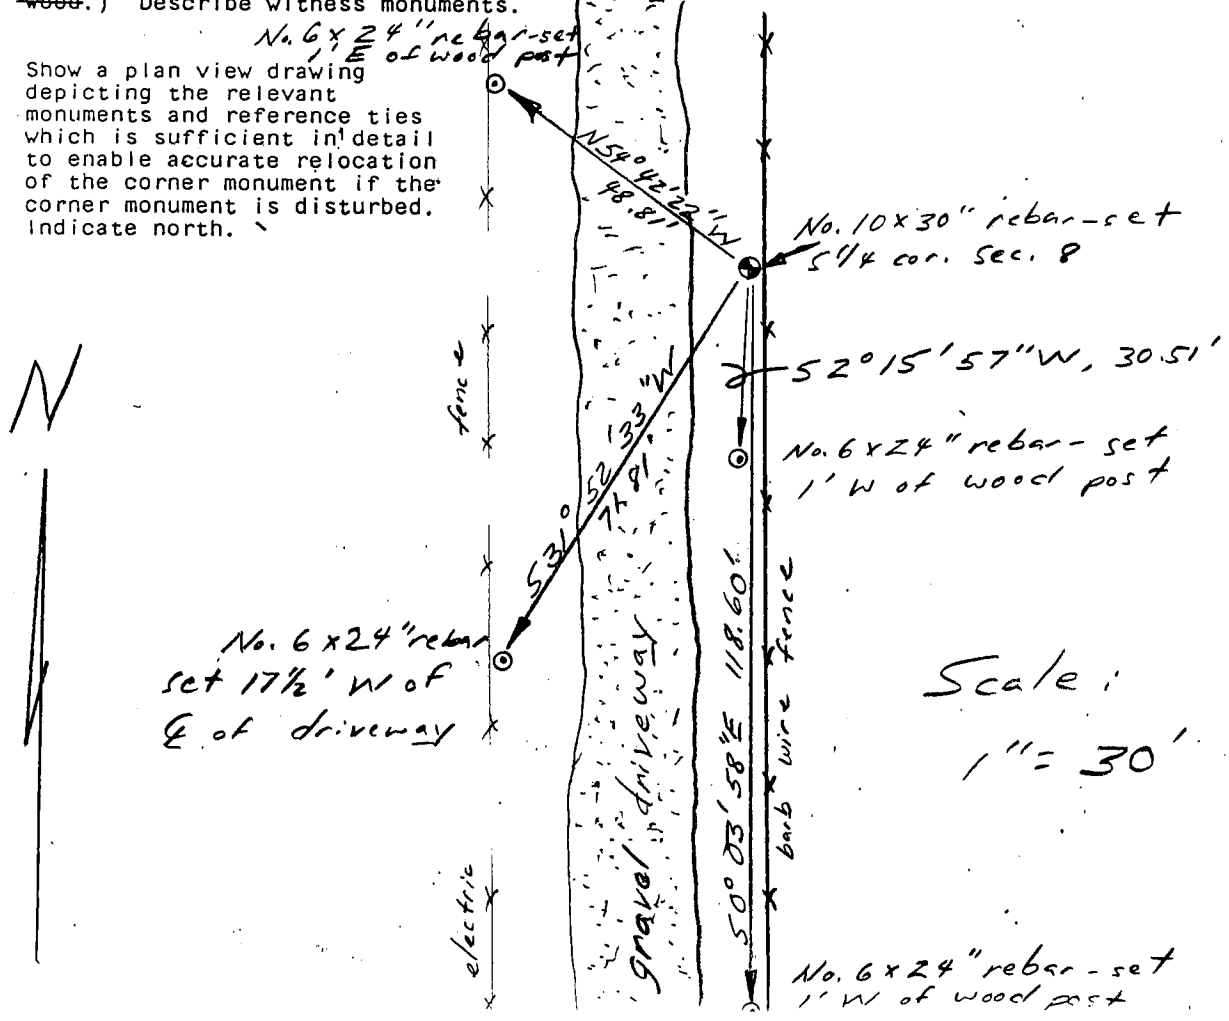 wood.) Describe witness monuments.
No. 6 x 24" rebar-set
1' E of wood post
Show a plan view drawing
depicting the relevant
monuments and reference ties
which is sufficient in detail
to enable accurate relocation
of the corner monument if the
corner monument is disturbed.
Indicate north.
N54°42'22"W
48.81'
No. 10 x 30" rebar-set
S 1/4 cor. Sec. 8
N
fence
S2°15'57"W, 30.51'
No. 6 x 24" rebar-set
1' W of wood post
S31°52'33"W
No. 6 x 24" rebar
set 17½' W of
℄ of driveway
gravel driveway
S0°03'58"E 118.60'
barb wire fence
Scale:
1"= 30'
electric
No. 6 x 24" rebar-set
1' W of wood post